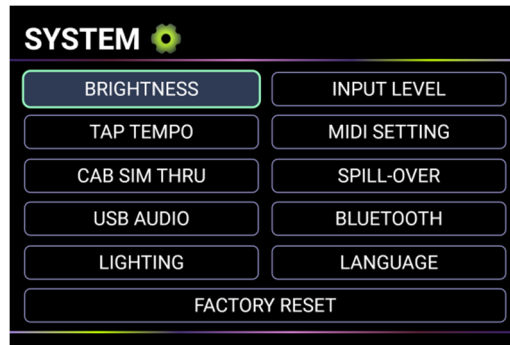 SYSTEM
BRIGHTNESS
INPUT LEVEL
TAP TEMPO
MIDI SETTING
CAB SIM THRU
SPILL-OVER
USB AUDIO
BLUETOOTH
LIGHTING
LANGUAGE
FACTORY RESET